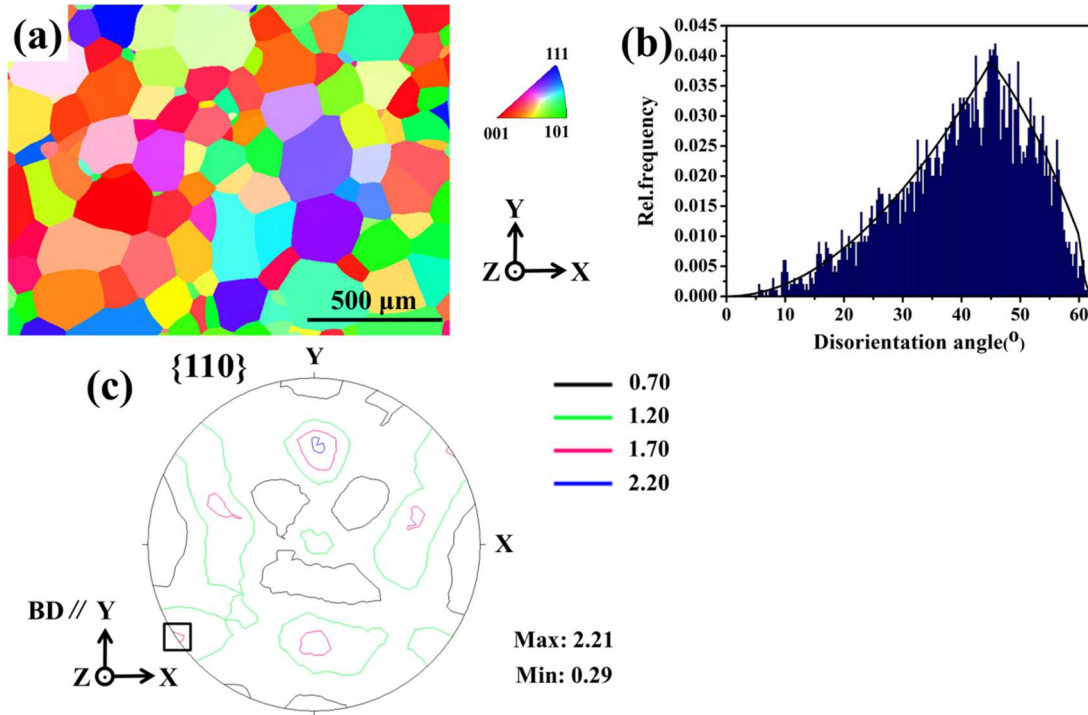 (a)
111
001
101
Y
Z
X
500 μm
(b)
Rel.frequency
0.045
0.040
0.035
0.030
0.025
0.020
0.015
0.010
0.005
0.000
0
10
20
30
40
50
60
Disorientation angle(°)
(c)
{110}
Y
X
0.70
1.20
1.70
2.20
BD // Y
Z
X
Max: 2.21
Min: 0.29